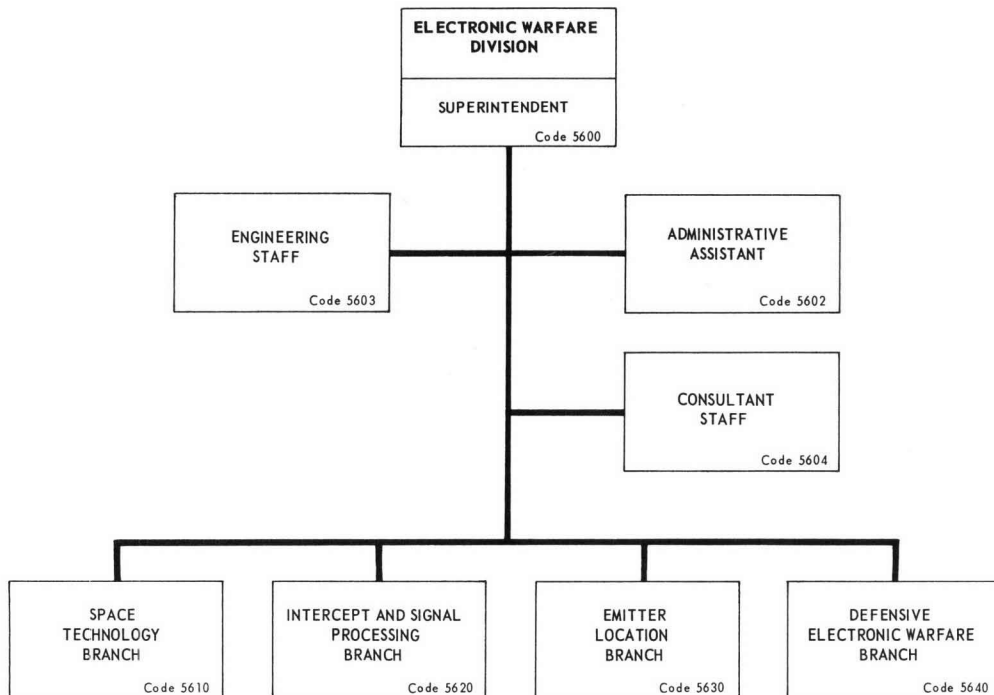 ELECTRONIC WARFARE
DIVISION
SUPERINTENDENT
Code 5600
ENGINEERING
STAFF
Code 5603
ADMINISTRATIVE
ASSISTANT
Code 5602
CONSULTANT
STAFF
Code 5604
SPACE
TECHNOLOGY
BRANCH
Code 5610
INTERCEPT AND SIGNAL
PROCESSING
BRANCH
Code 5620
EMITTER
LOCATION
BRANCH
Code 5630
DEFENSIVE
ELECTRONIC WARFARE
BRANCH
Code 5640